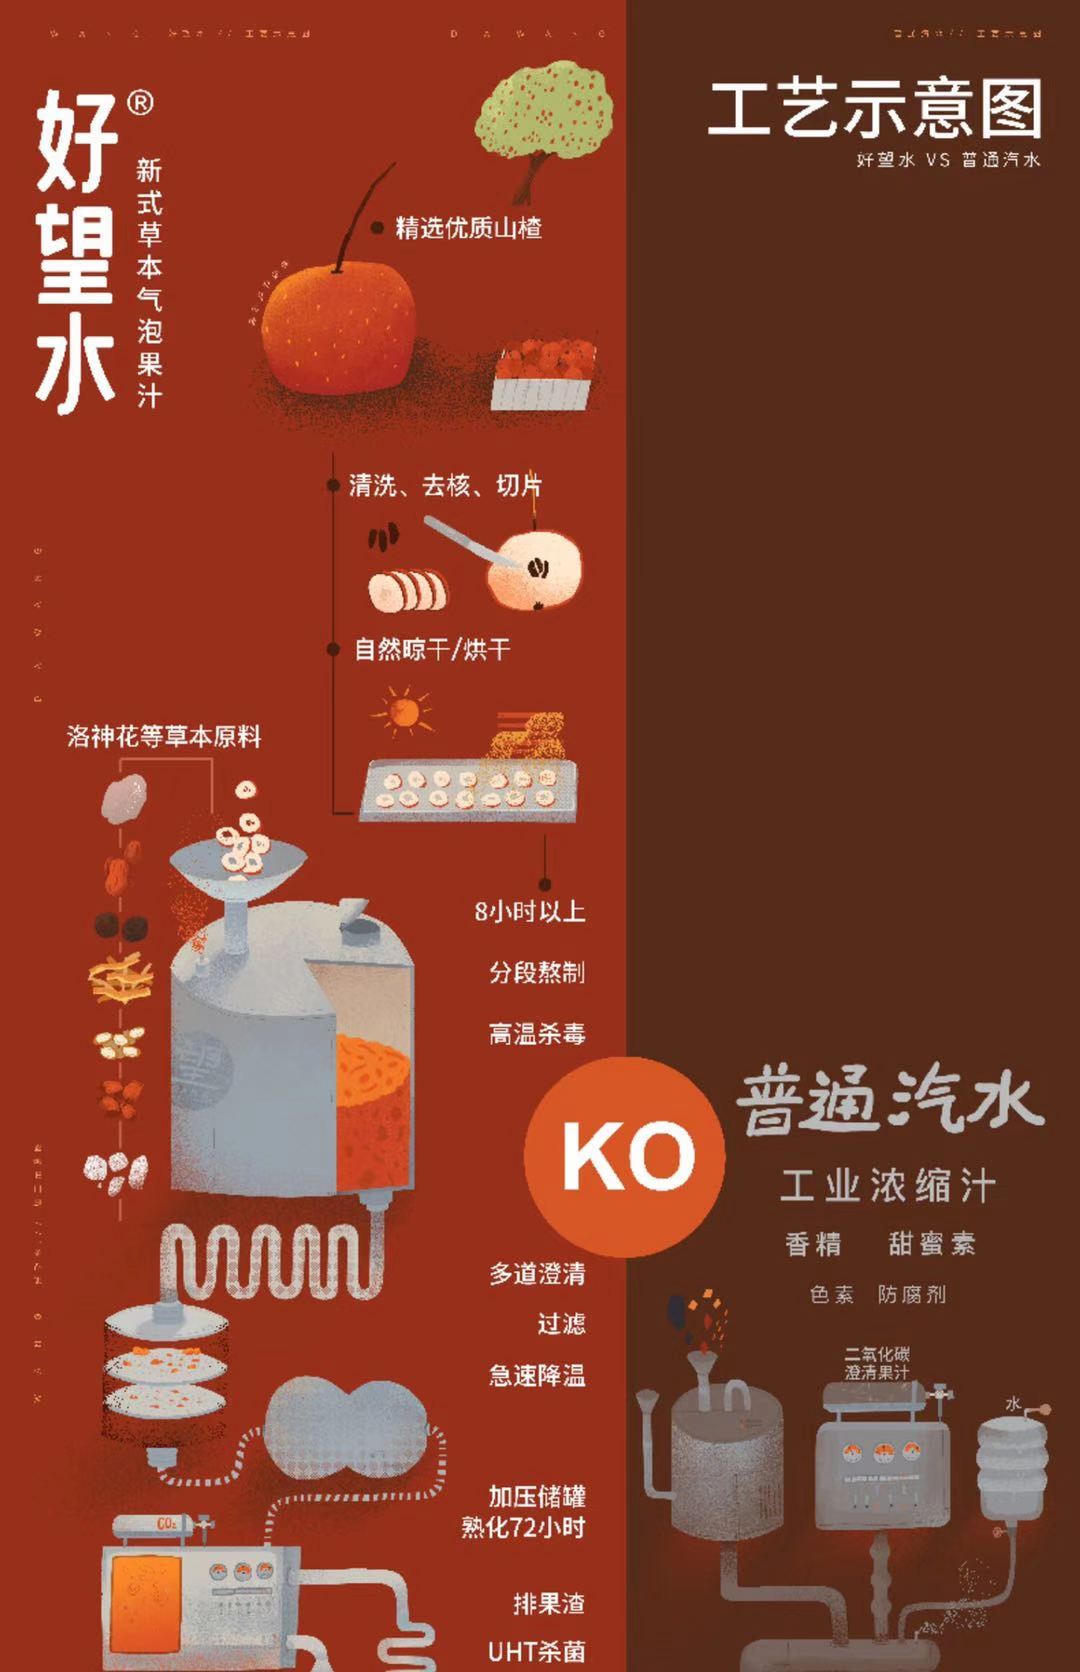 好望水®
新式草本气泡果汁
工艺示意图
好望水 VS 普通汽水
精选优质山楂
清洗、去核、切片
自然晾干/烘干
洛神花等草本原料
8小时以上
分段熬制
高温杀毒
KO
普通汽水
工业浓缩汁
香精 甜蜜素
色素 防腐剂
多道澄清
过滤
急速降温
二氧化碳
澄清果汁
水
加压储罐
熟化72小时
CO₂
排果渣
UHT杀菌